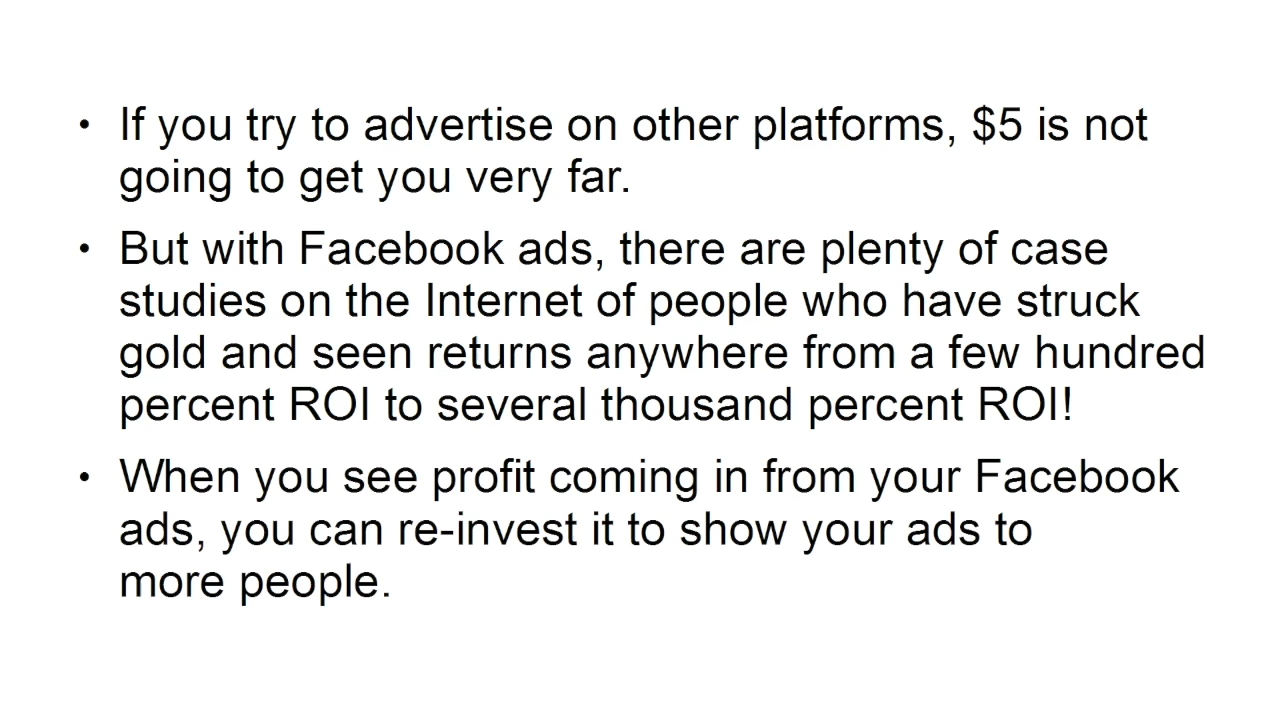 • If you try to advertise on other platforms, $5 is not
going to get you very far.
• But with Facebook ads, there are plenty of case
studies on the Internet of people who have struck
gold and seen returns anywhere from a few hundred
percent ROI to several thousand percent ROI!
• When you see profit coming in from your Facebook
ads, you can re-invest it to show your ads to
more people.